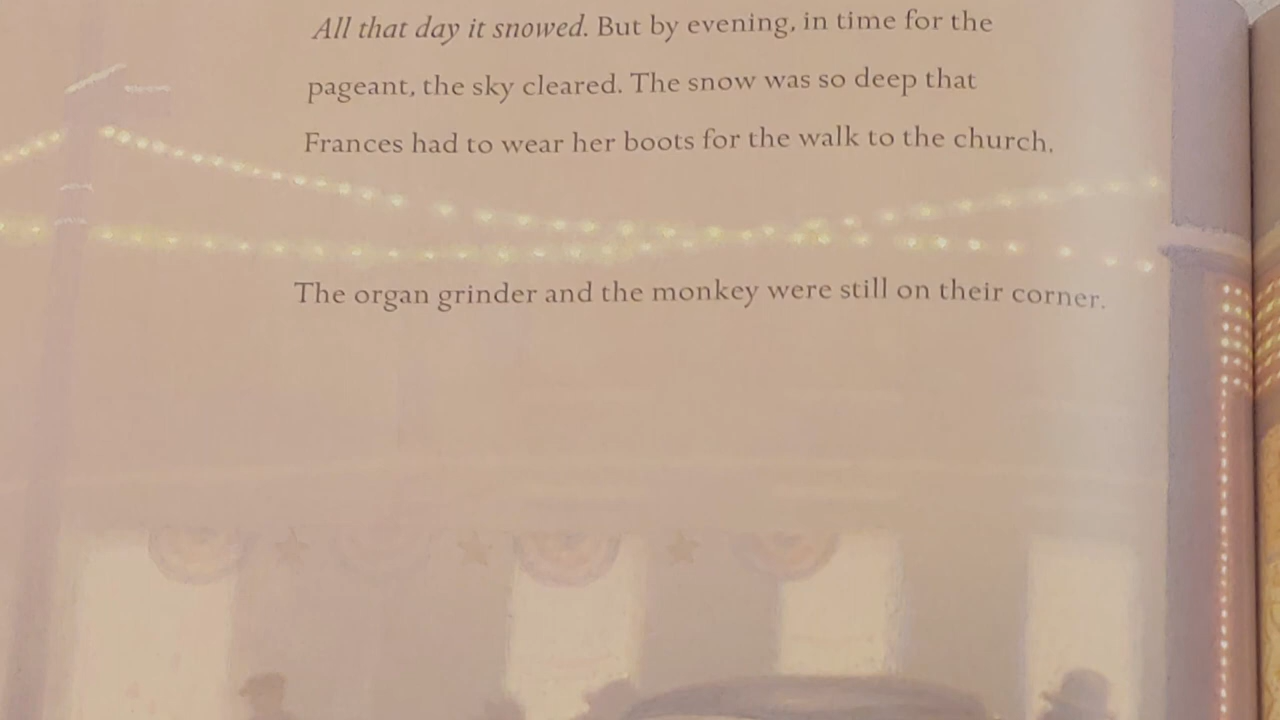 All that day it snowed. But by evening, in time for the
pageant, the sky cleared. The snow was so deep that
Frances had to wear her boots for the walk to the church.
The organ grinder and the monkey were still on their corner.